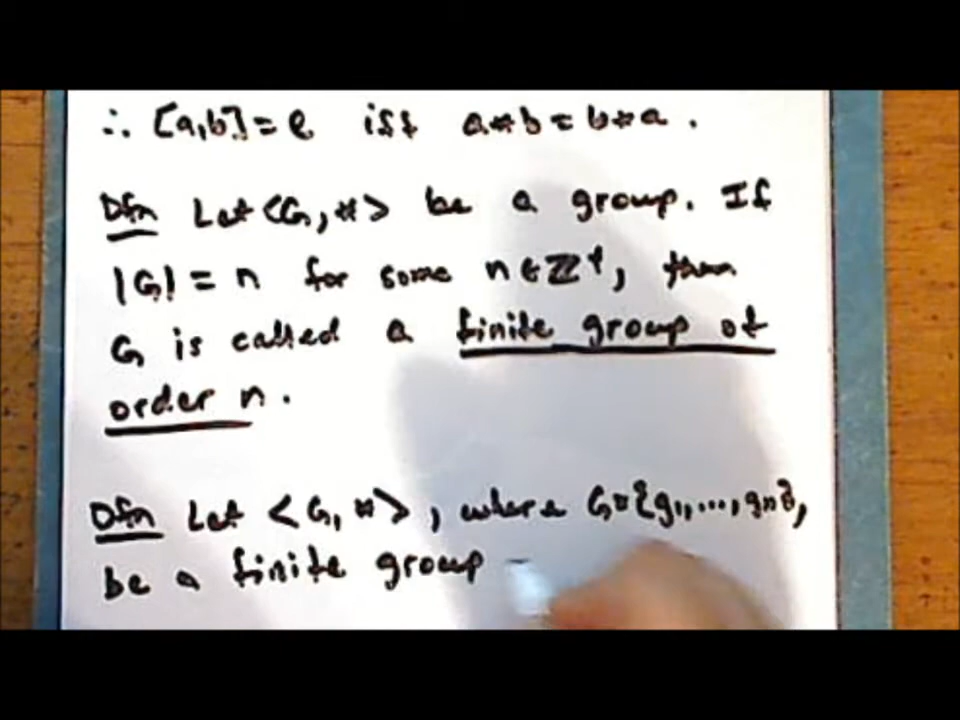 ∴ [a,b] = e iff a*b = b*a.
Dfn Let <G, *> be a group. If
|G| = n for some n ∈ ℤ⁺, then
G is called a finite group of
order n.
Dfn Let <G, *>, where G = {g₁, ..., gₙ},
be a finite group